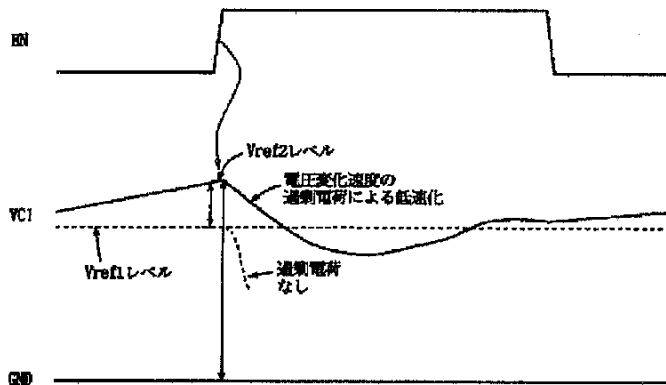 EN
Vref2レベル
電圧変化速度の
過剰電荷による低速化
VCI
Vref1レベル
過剰電荷
なし
GND